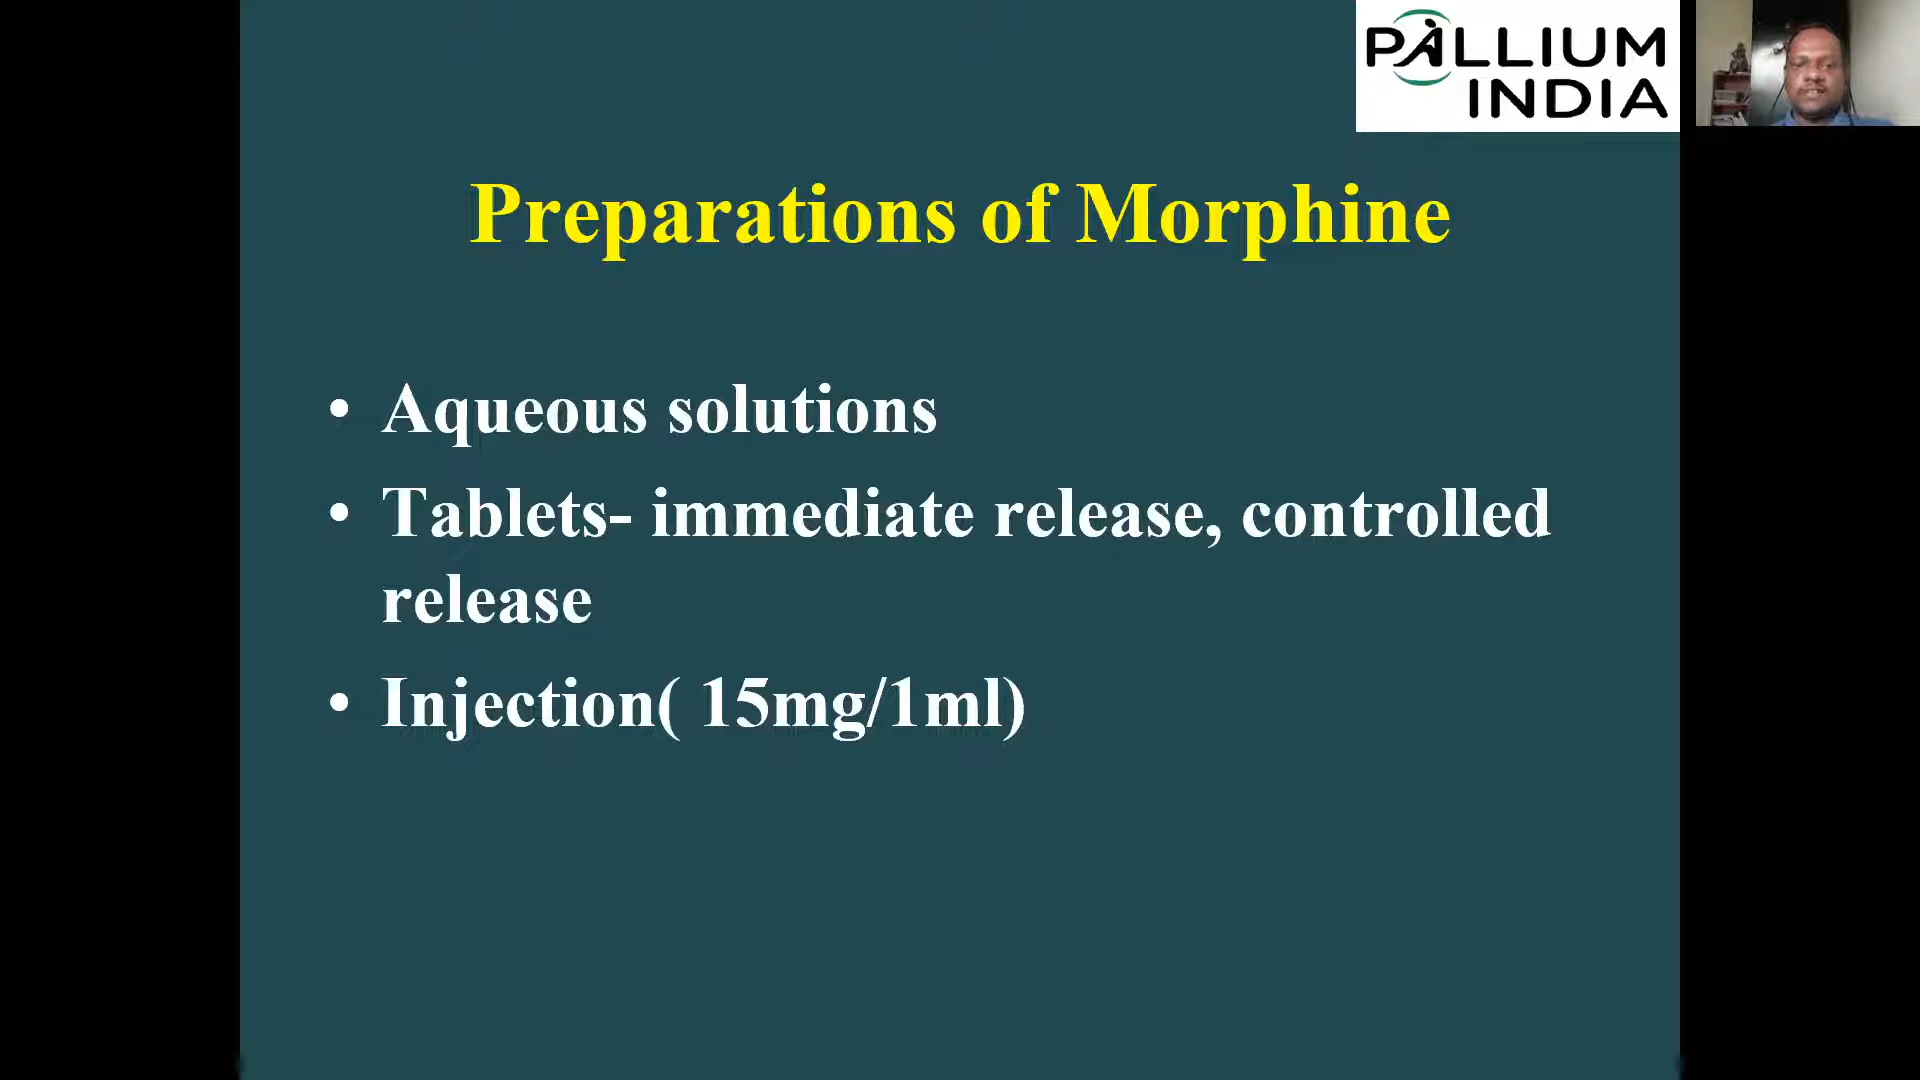 PALLIUM
INDIA
Preparations of Morphine
• Aqueous solutions
• Tablets- immediate release, controlled
release
• Injection( 15mg/1ml)